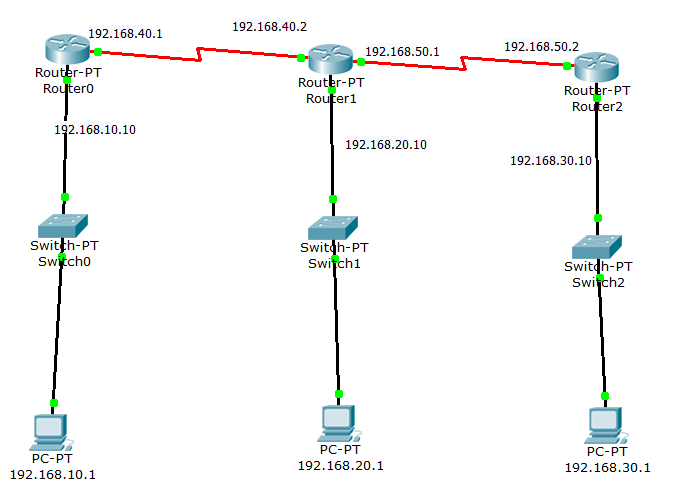 192.168.40.1
192.168.40.2
192.168.50.1
192.168.50.2
Router-PT
Router0
Router-PT
Router1
Router-PT
Router2
192.168.10.10
192.168.20.10
192.168.30.10
Switch-PT
Switch0
Switch-PT
Switch1
Switch-PT
Switch2
PC-PT
192.168.10.1
PC-PT
192.168.20.1
PC-PT
192.168.30.1